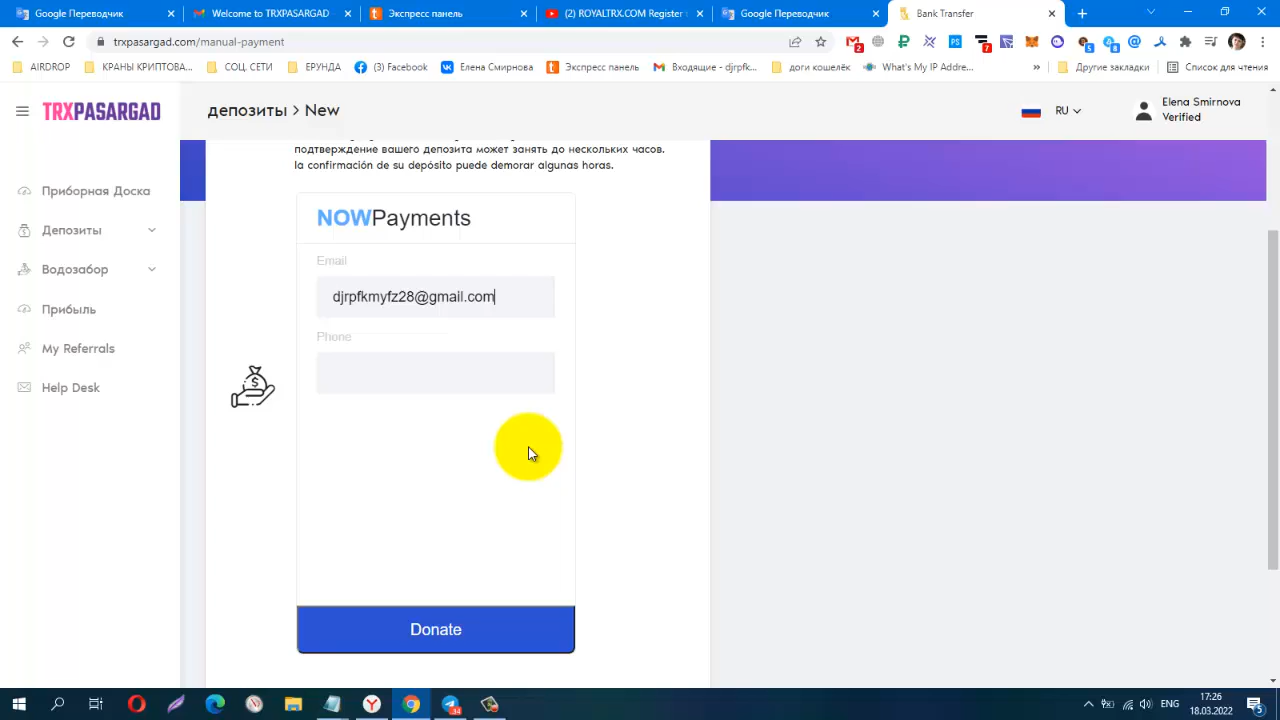 Google Переводчик
Welcome to TRXPASARGAD
Экспресс панель
(2) ROYALTRX.COM Register
Google Переводчик
Bank Transfer
trxpasargad.com/manual-payment
AIRDROP
КРАНЫ КРИПТОВА...
СОЦ. СЕТИ
ЕРУНДА
(3) Facebook
Елена Смирнова
Экспресс панель
Входящие - djrpfk...
доги кошелёк
What's My IP Addre...
»
Другие закладки
Список для чтения
TRXPASARGAD
депозиты > New
RU
Elena Smirnova
Verified
Приборная Доска
Депозиты
Водозабор
Прибыль
My Referrals
Help Desk
подтверждение вашего депозита может занять до нескольких часов.
la confirmación de su depósito puede demorar algunas horas.
NOWPayments
Email
djrpfkmyfz28@gmail.com
Phone
Donate
ENG
17:26
18.03.2022